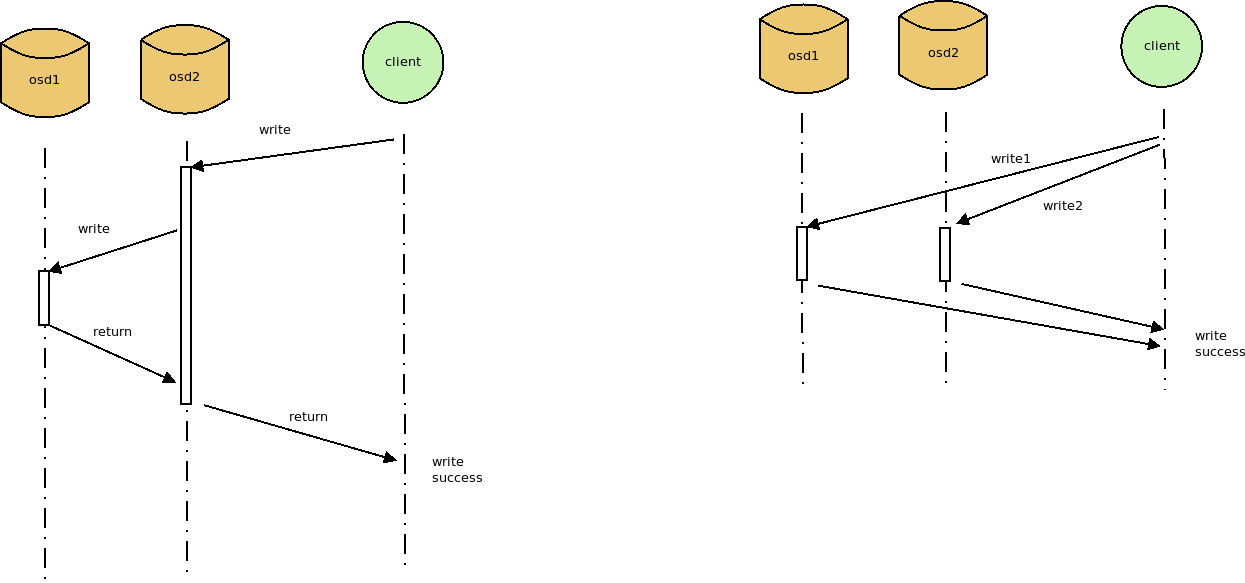 osd1
osd2
client
write
write
return
return
write
success
osd1
osd2
client
write1
write2
write
success